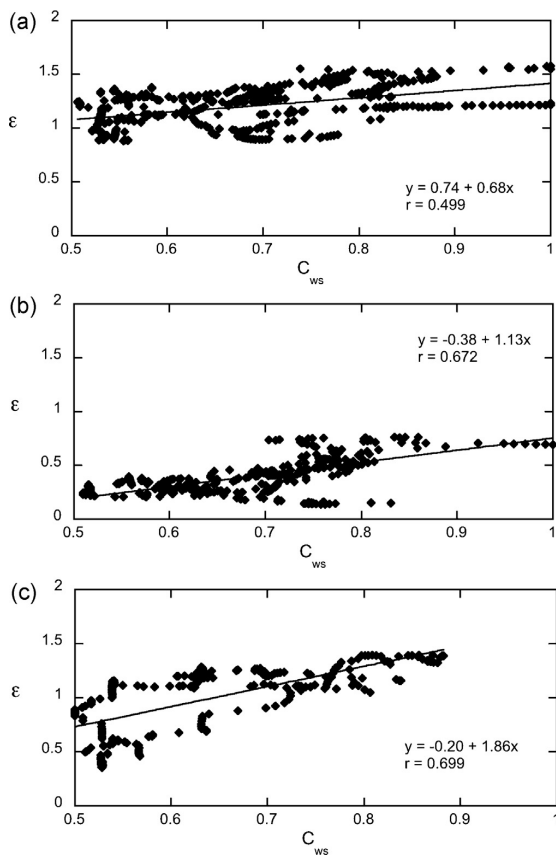 (a)
2
1.5
ε
1
0.5
0
y = 0.74 + 0.68x
r = 0.499
0.5 0.6 0.7 0.8 0.9 1
Cws
(b)
2
y = -0.38 + 1.13x
r = 0.672
1.5
ε
1
0.5
0
0.5 0.6 0.7 0.8 0.9 1
Cws
(c)
2
1.5
ε
1
0.5
y = -0.20 + 1.86x
r = 0.699
0
0.5 0.6 0.7 0.8 0.9 1
Cws